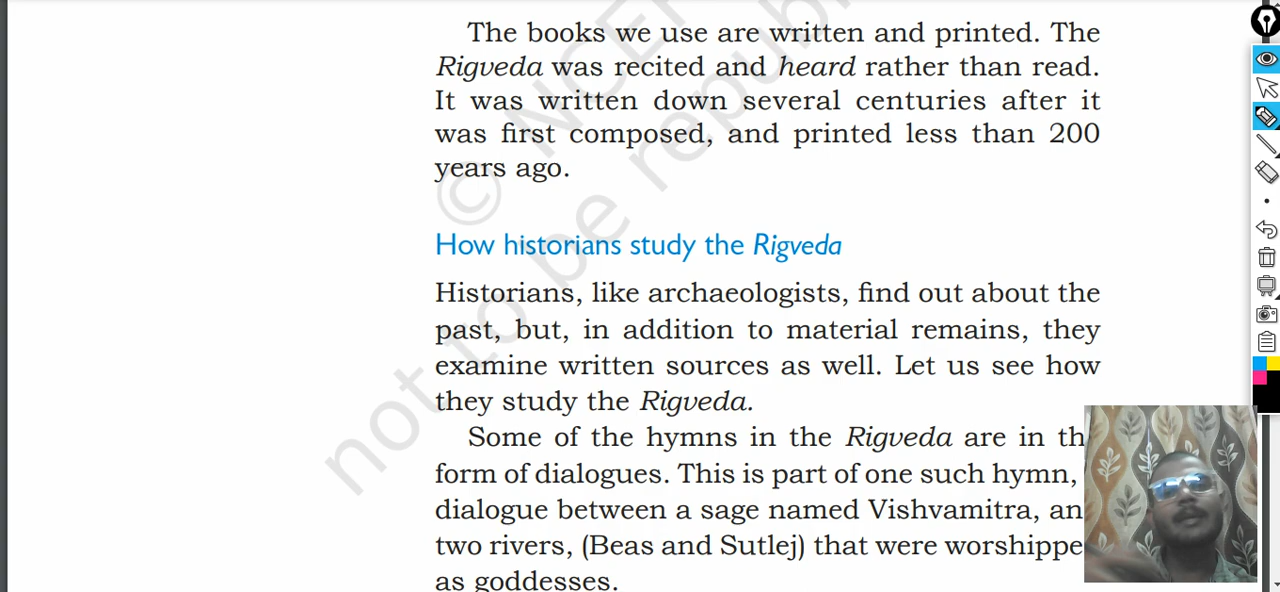 The books we use are written and printed. The
Rigveda was recited and heard rather than read.
It was written down several centuries after it
was first composed, and printed less than 200
years ago.
How historians study the Rigveda
Historians, like archaeologists, find out about the
past, but, in addition to material remains, they
examine written sources as well. Let us see how
they study the Rigveda.
Some of the hymns in the Rigveda are in th
form of dialogues. This is part of one such hymn,
dialogue between a sage named Vishvamitra, an
two rivers, (Beas and Sutlej) that were worshippe
as goddesses.
© NCE
not to be republ